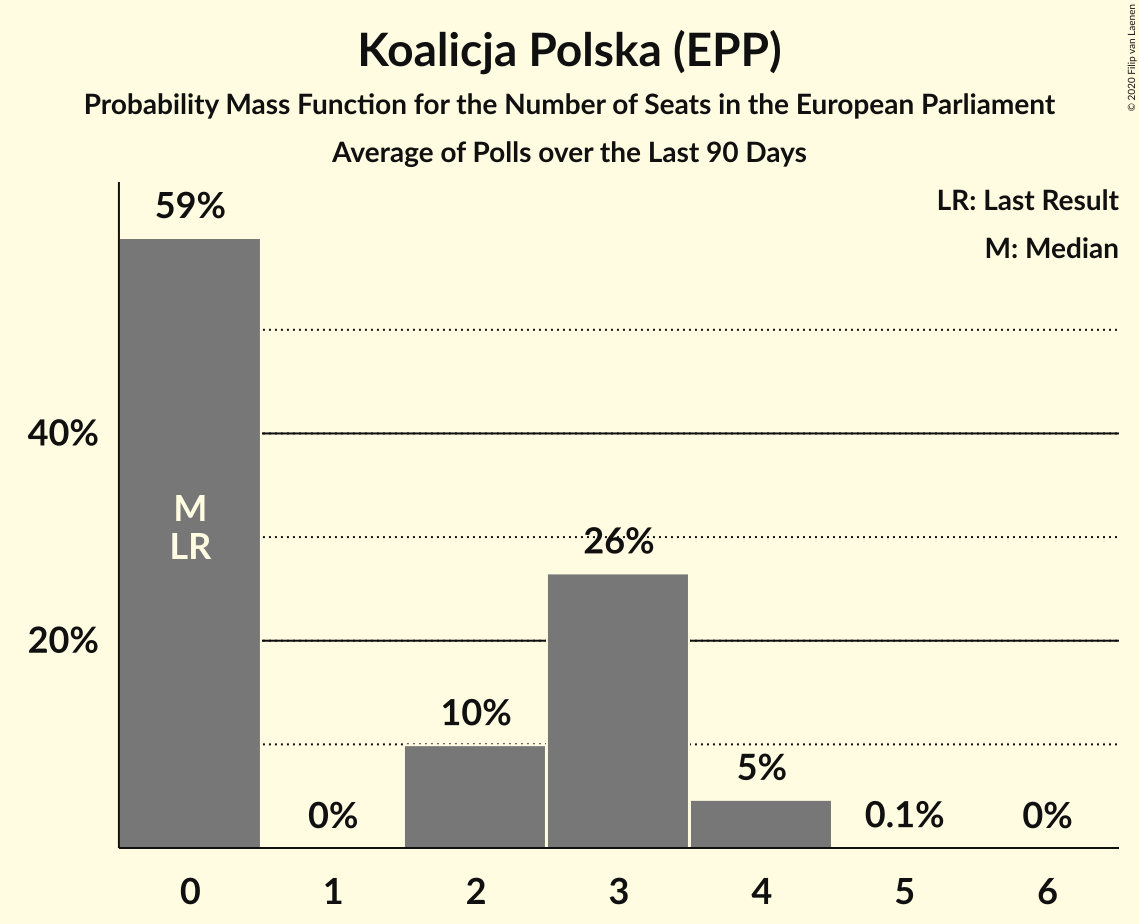 Koalicja Polska (EPP)
Probability Mass Function for the Number of Seats in the European Parliament
Average of Polls over the Last 90 Days
© 2020 Filip van Laenen
LR: Last Result
M: Median
59%
40%
20%
M
LR
0%
10%
26%
5%
0.1%
0%
0 1 2 3 4 5 6